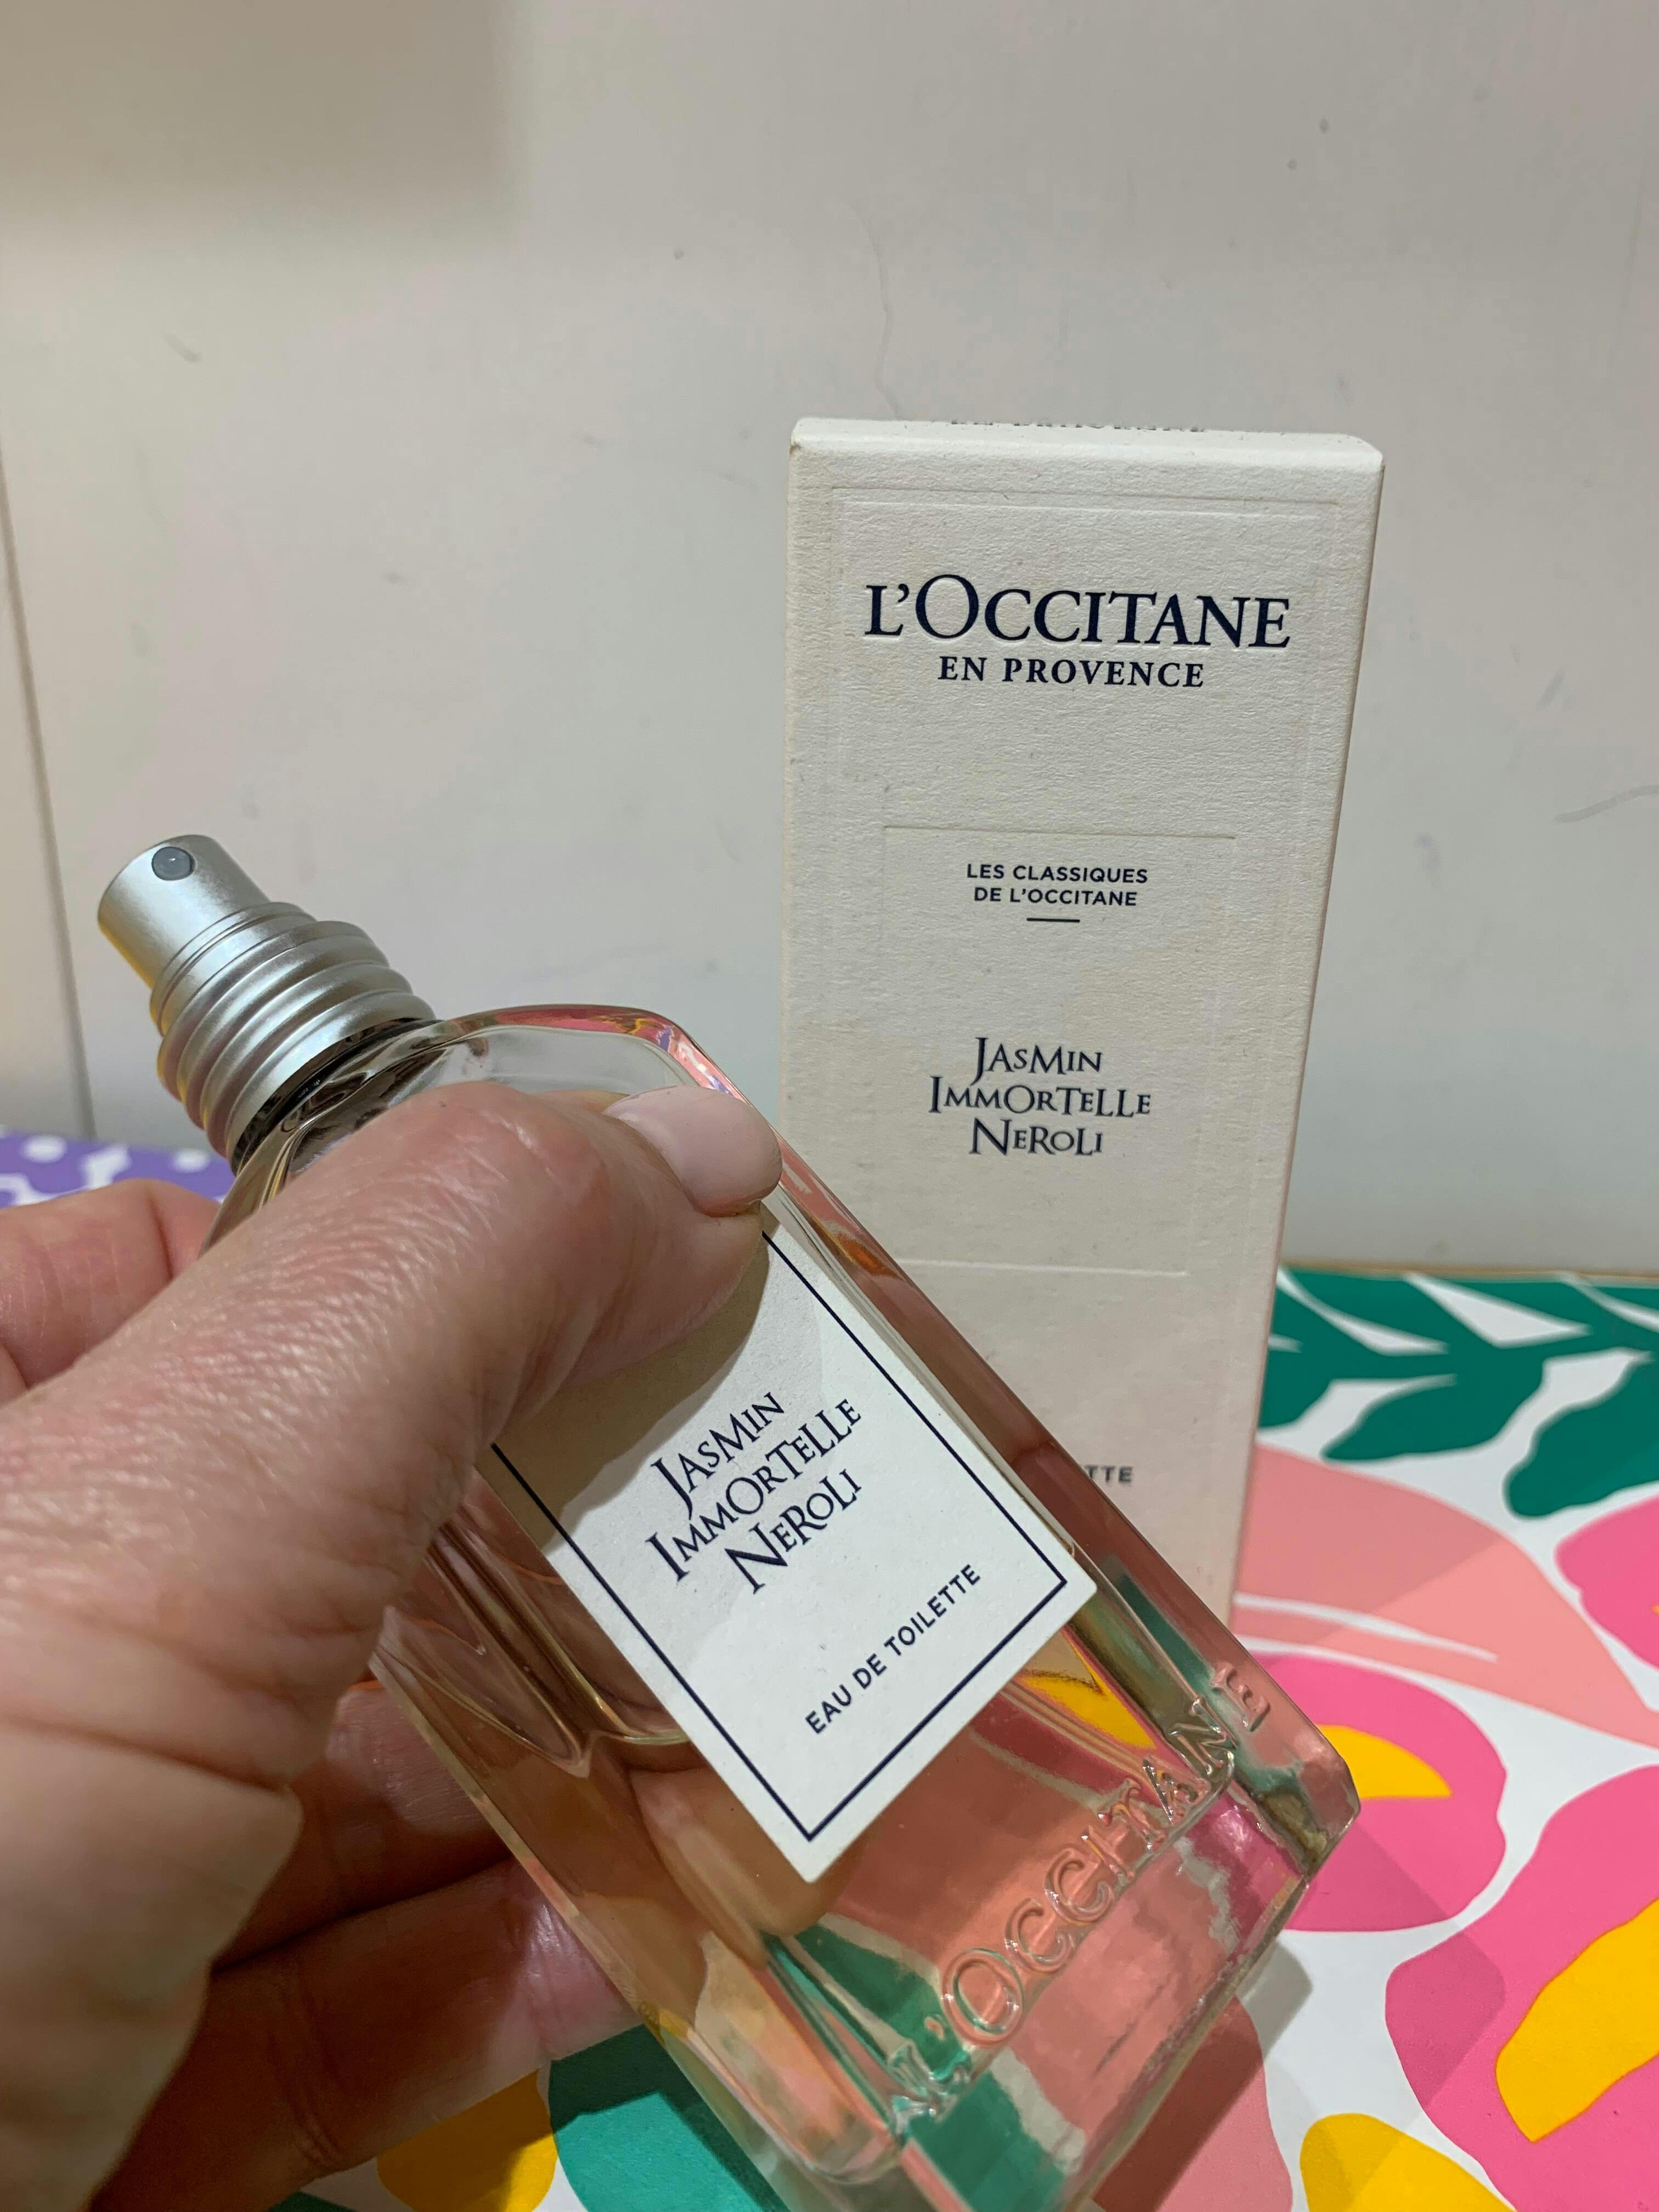 L'OCCITANE
EN PROVENCE
LES CLASSIQUES
DE L'OCCITANE
JASMIN
IMMORTELLE
NEROLI
JASMIN
IMMORTELLE
NEROLI
EAU DE TOILETTE
L'OCCITANE